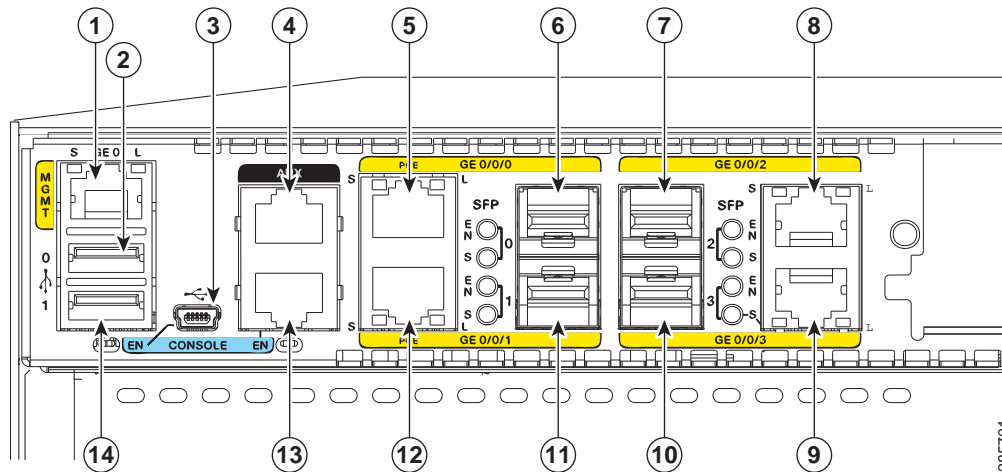 1
2
3
4
5
6
7
8
S GE 0 L
MGMT
0
1
EN CONSOLE EN
AUX
POE GE 0/0/0
S L
SFP
EN
0
S
EN
1
S
S L
POE GE 0/0/1
GE 0/0/2
SFP
EN
2
S
EN
3
S
S L
L
GE 0/0/3
14
13
12
11
10
9